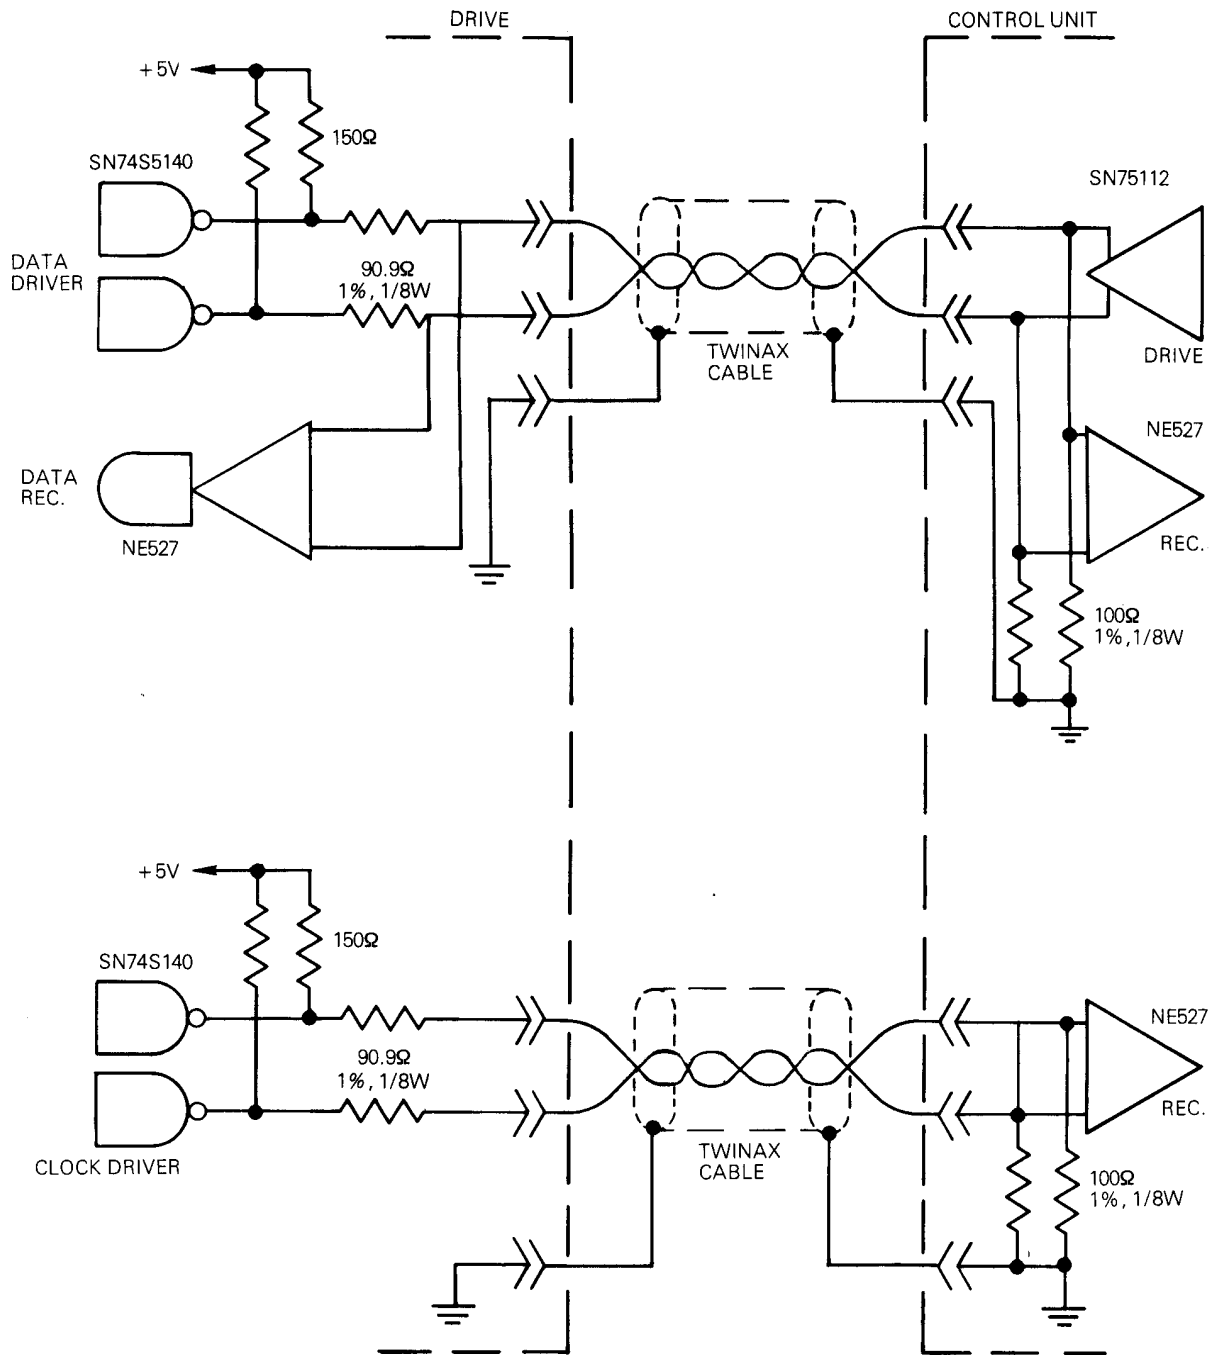 DRIVE
CONTROL UNIT
+5V
150Ω
SN74S5140
SN75112
DATA
DRIVER
90.9Ω
1%, 1/8W
TWINAX
CABLE
DRIVE
NE527
DATA
REC.
NE527
REC.
100Ω
1%, 1/8W
+5V
150Ω
SN74S140
NE527
90.9Ω
1%, 1/8W
REC.
CLOCK DRIVER
TWINAX
CABLE
100Ω
1%, 1/8W